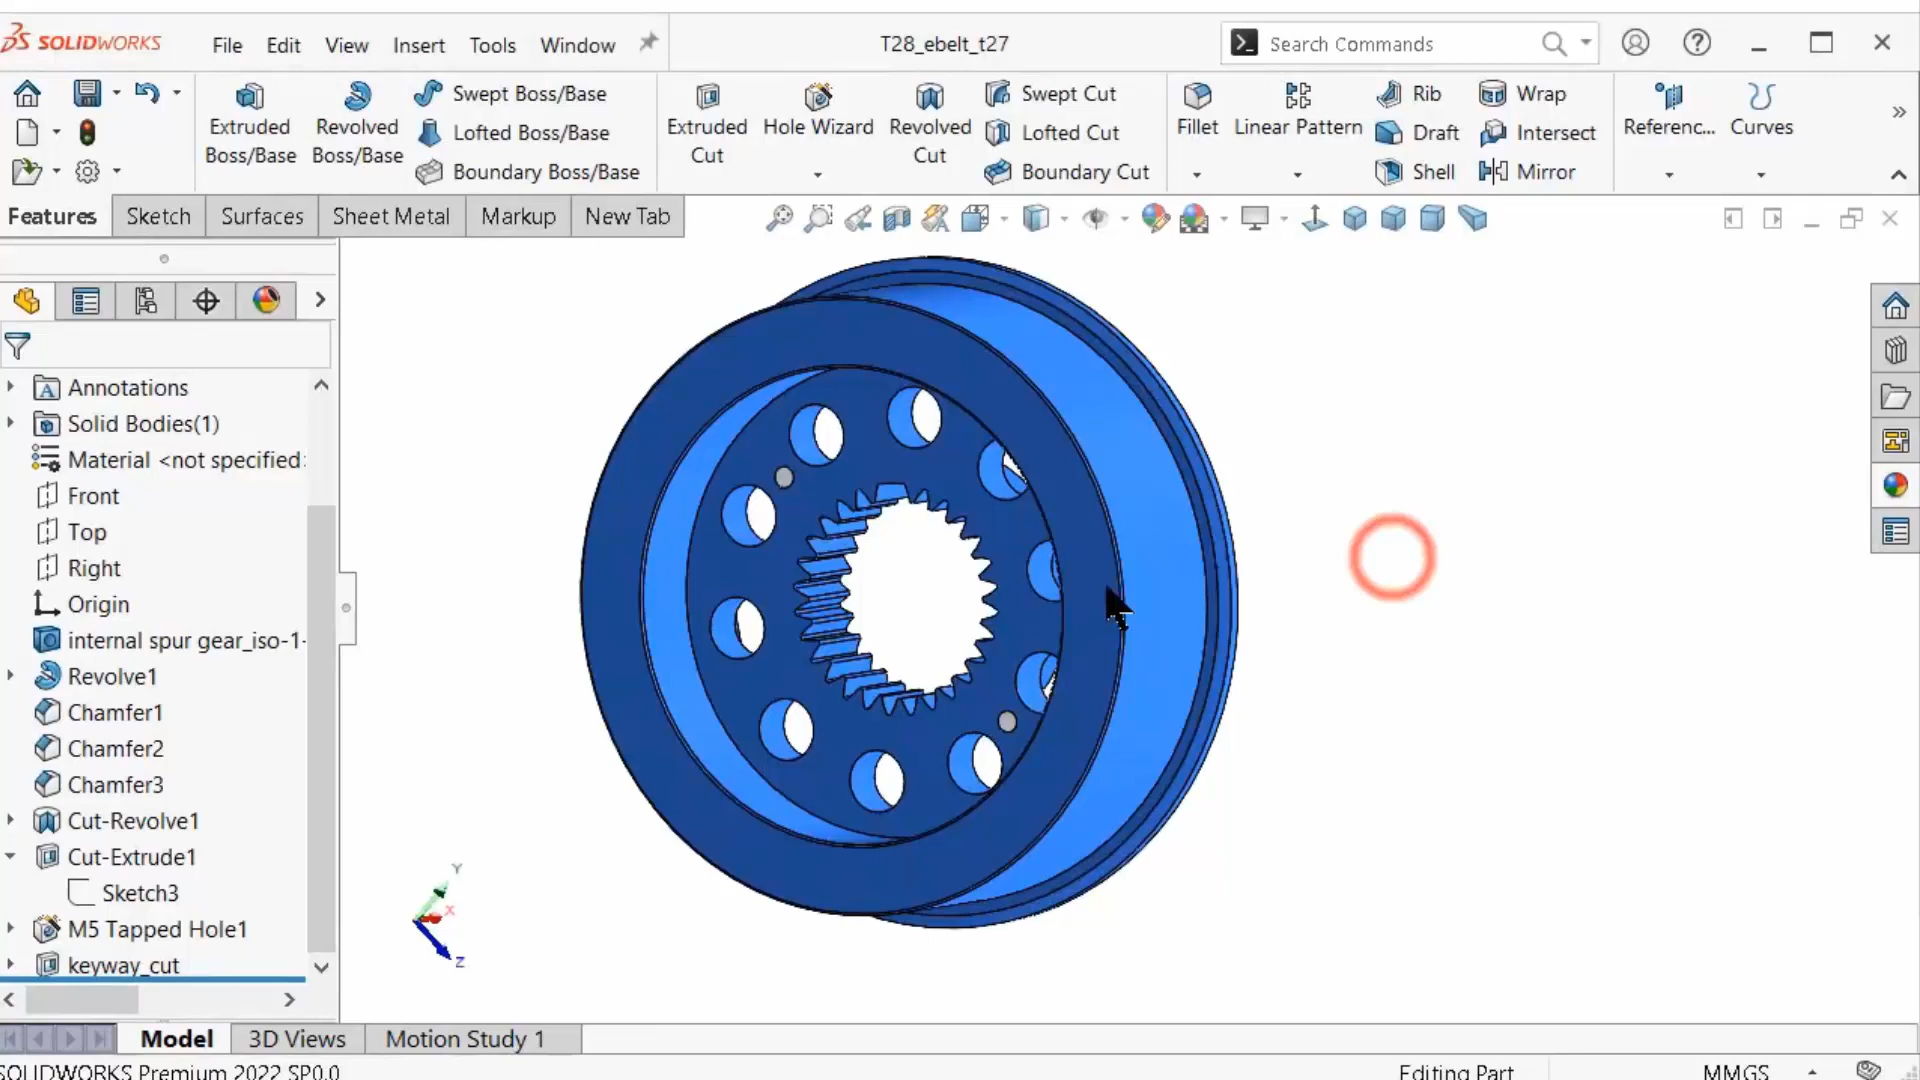 SOLIDWORKS File Edit View Insert Tools Window T28_ebelt_t27 Search Commands
Extruded Boss/Base
Revolved Boss/Base
Swept Boss/Base
Lofted Boss/Base
Boundary Boss/Base
Extruded Cut
Hole Wizard
Revolved Cut
Swept Cut
Lofted Cut
Boundary Cut
Fillet
Linear Pattern
Rib
Draft
Shell
Wrap
Intersect
Mirror
Referenc...
Curves
Features Sketch Surfaces Sheet Metal Markup New Tab
Annotations
Solid Bodies(1)
Material <not specified
Front
Top
Right
Origin
internal spur gear_iso-1-
Revolve1
Chamfer1
Chamfer2
Chamfer3
Cut-Revolve1
Cut-Extrude1
Sketch3
M5 Tapped Hole1
keyway_cut
Y
X
Z
Model 3D Views Motion Study 1
SOLIDWORKS Premium 2022 SP0.0 Editing Part MMGS